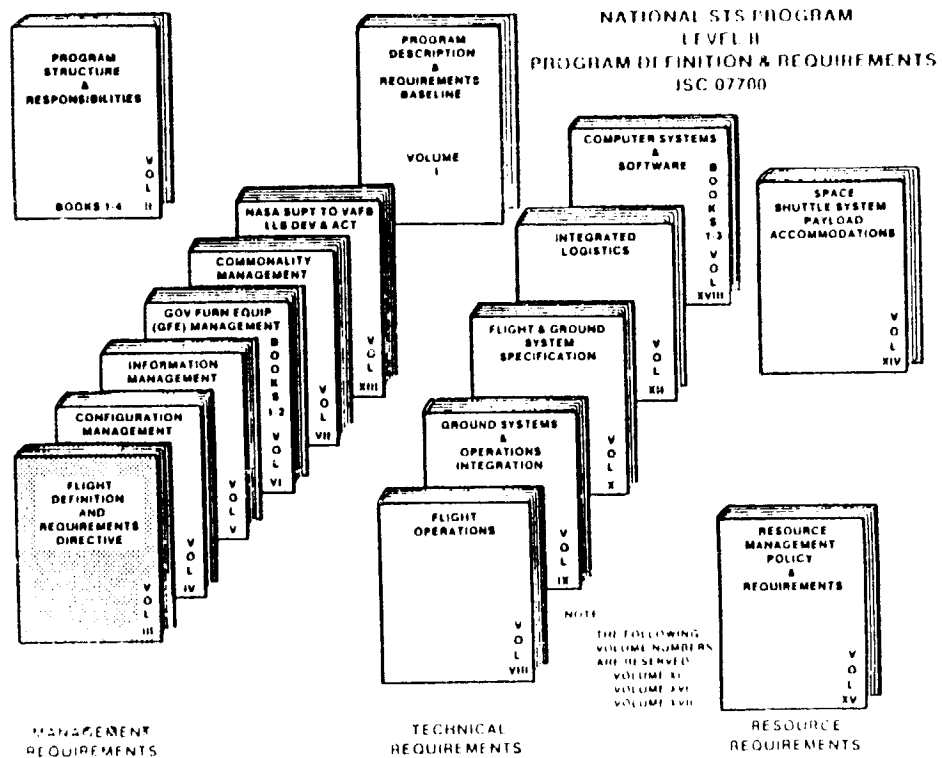 NATIONAL STS PROGRAM
LEVEL II
PROGRAM DEFINITION & REQUIREMENTS
JSC 07700
PROGRAM
STRUCTURE
&
RESPONSIBILITIES
BOOKS 1-4
VOL II
PROGRAM
DESCRIPTION
&
REQUIREMENTS
BASELINE
VOLUME
I
NASA SUPT TO VAFB
LLS DEV & ACT
VOL XIII
COMMONALITY
MANAGEMENT
VOL VII
GOV FURN EQUIP
(GFE) MANAGEMENT
BOOKS 1-2 VOL VI
INFORMATION
MANAGEMENT
VOL V
CONFIGURATION
MANAGEMENT
VOL IV
FLIGHT
DEFINITION
AND
REQUIREMENTS
DIRECTIVE
VOL III
COMPUTER SYSTEMS
&
SOFTWARE
BOOKS 1-3 VOL XVIII
INTEGRATED
LOGISTICS
VOL XII
FLIGHT & GROUND
SYSTEM
SPECIFICATION
VOL X
GROUND SYSTEMS
&
OPERATIONS
INTEGRATION
VOL IX
FLIGHT
OPERATIONS
VOL VIII
SPACE
SHUTTLE SYSTEM
PAYLOAD
ACCOMMODATIONS
VOL XIV
RESOURCE
MANAGEMENT
POLICY
&
REQUIREMENTS
VOL XV
NOTE
THE FOLLOWING
VOLUME NUMBERS
ARE RESERVED
VOLUME XI
VOLUME XVI
VOLUME XVII
MANAGEMENT
REQUIREMENTS
TECHNICAL
REQUIREMENTS
RESOURCE
REQUIREMENTS